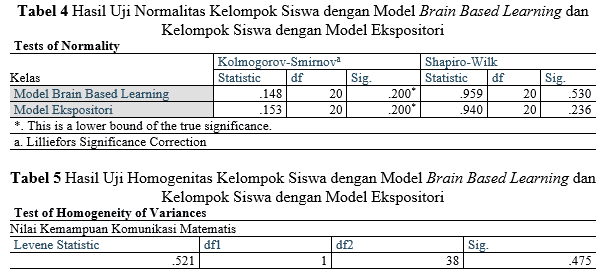 Tabel 4 Hasil Uji Normalitas Kelompok Siswa dengan Model Brain Based Learning dan
Kelompok Siswa dengan Model Ekspositori
Tests of Normality
Kolmogorov-Smirnovᵃ Shapiro-Wilk
Kelas Statistic df Sig. Statistic df Sig.
Model Brain Based Learning .148 20 .200* .959 20 .530
Model Ekspositori .153 20 .200* .940 20 .236
*. This is a lower bound of the true significance.
a. Lilliefors Significance Correction
Tabel 5 Hasil Uji Homogenitas Kelompok Siswa dengan Model Brain Based Learning dan
Kelompok Siswa dengan Model Ekspositori
Test of Homogeneity of Variances
Nilai Kemampuan Komunikasi Matematis
Levene Statistic df1 df2 Sig.
.521 1 38 .475